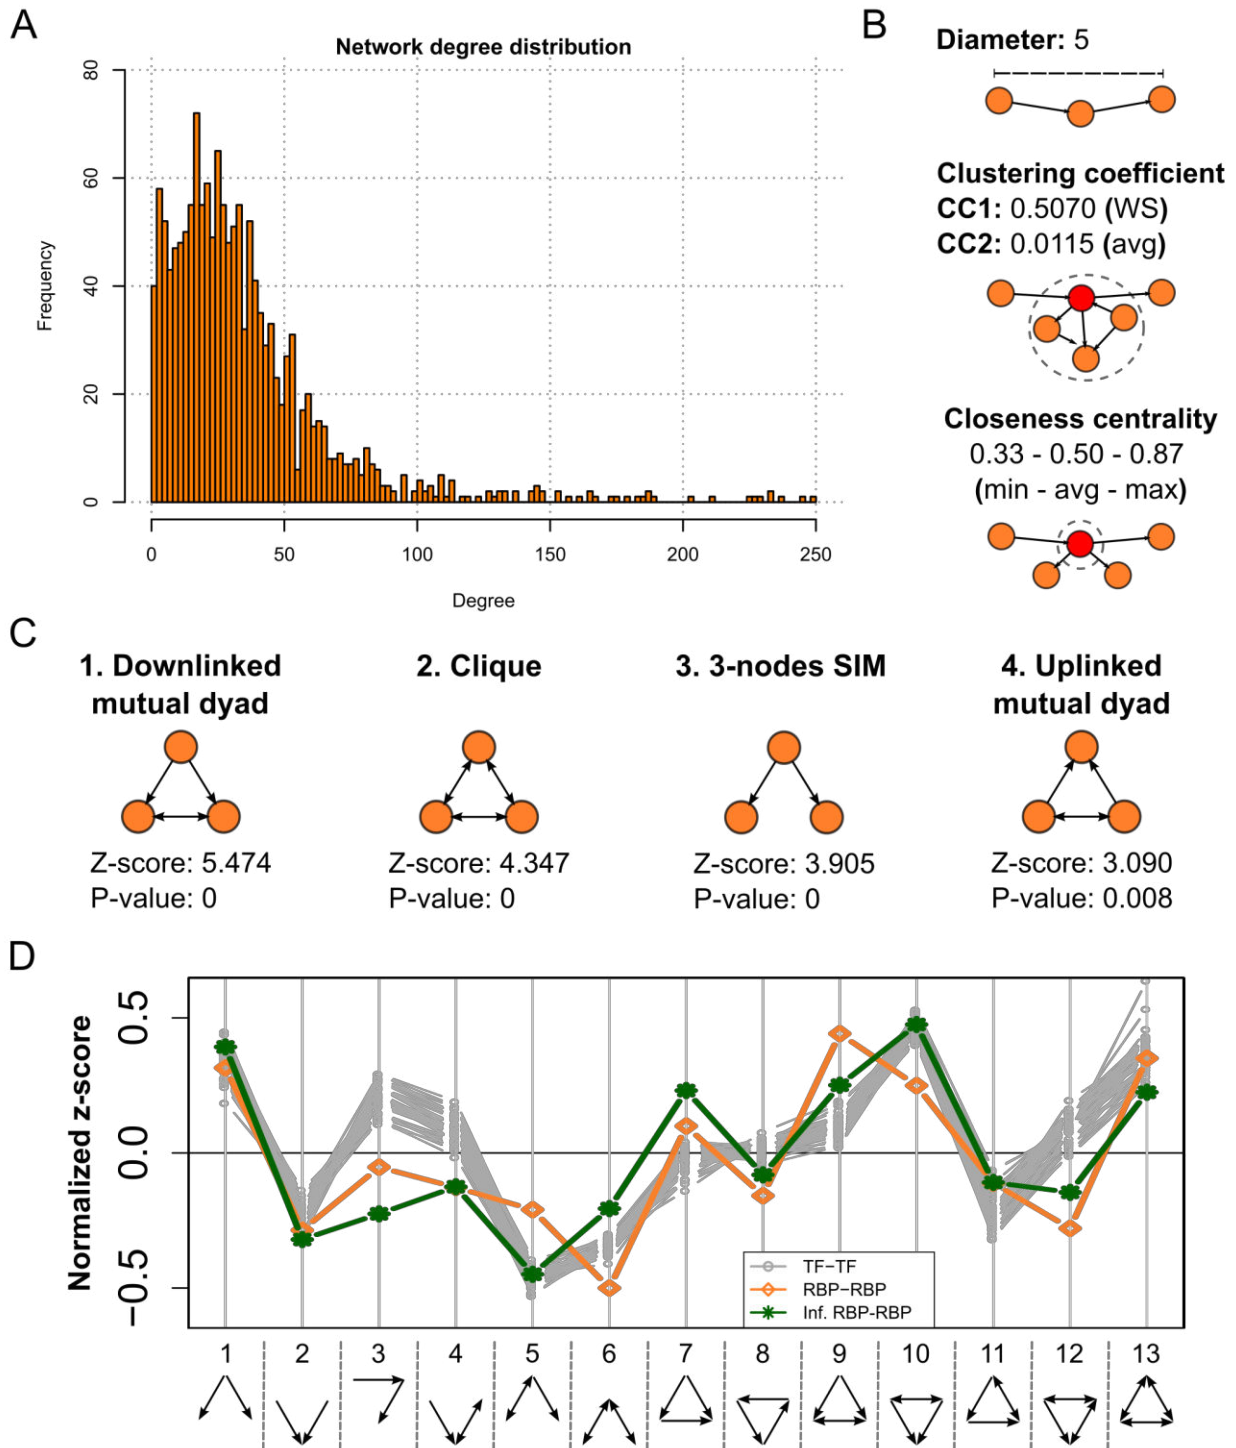 A
Network degree distribution
80
60
40
20
0
Frequency
0 50 100 150 200 250
Degree
B
Diameter: 5
Clustering coefficient
CC1: 0.5070 (WS)
CC2: 0.0115 (avg)
Closeness centrality
0.33 - 0.50 - 0.87
(min - avg - max)
C
1. Downlinked
mutual dyad
Z-score: 5.474
P-value: 0
2. Clique
Z-score: 4.347
P-value: 0
3. 3-nodes SIM
Z-score: 3.905
P-value: 0
4. Uplinked
mutual dyad
Z-score: 3.090
P-value: 0.008
D
Normalized z-score
0.5
0.0
−0.5
TF−TF
RBP−RBP
Inf. RBP-RBP
1 2 3 4 5 6 7 8 9 10 11 12 13